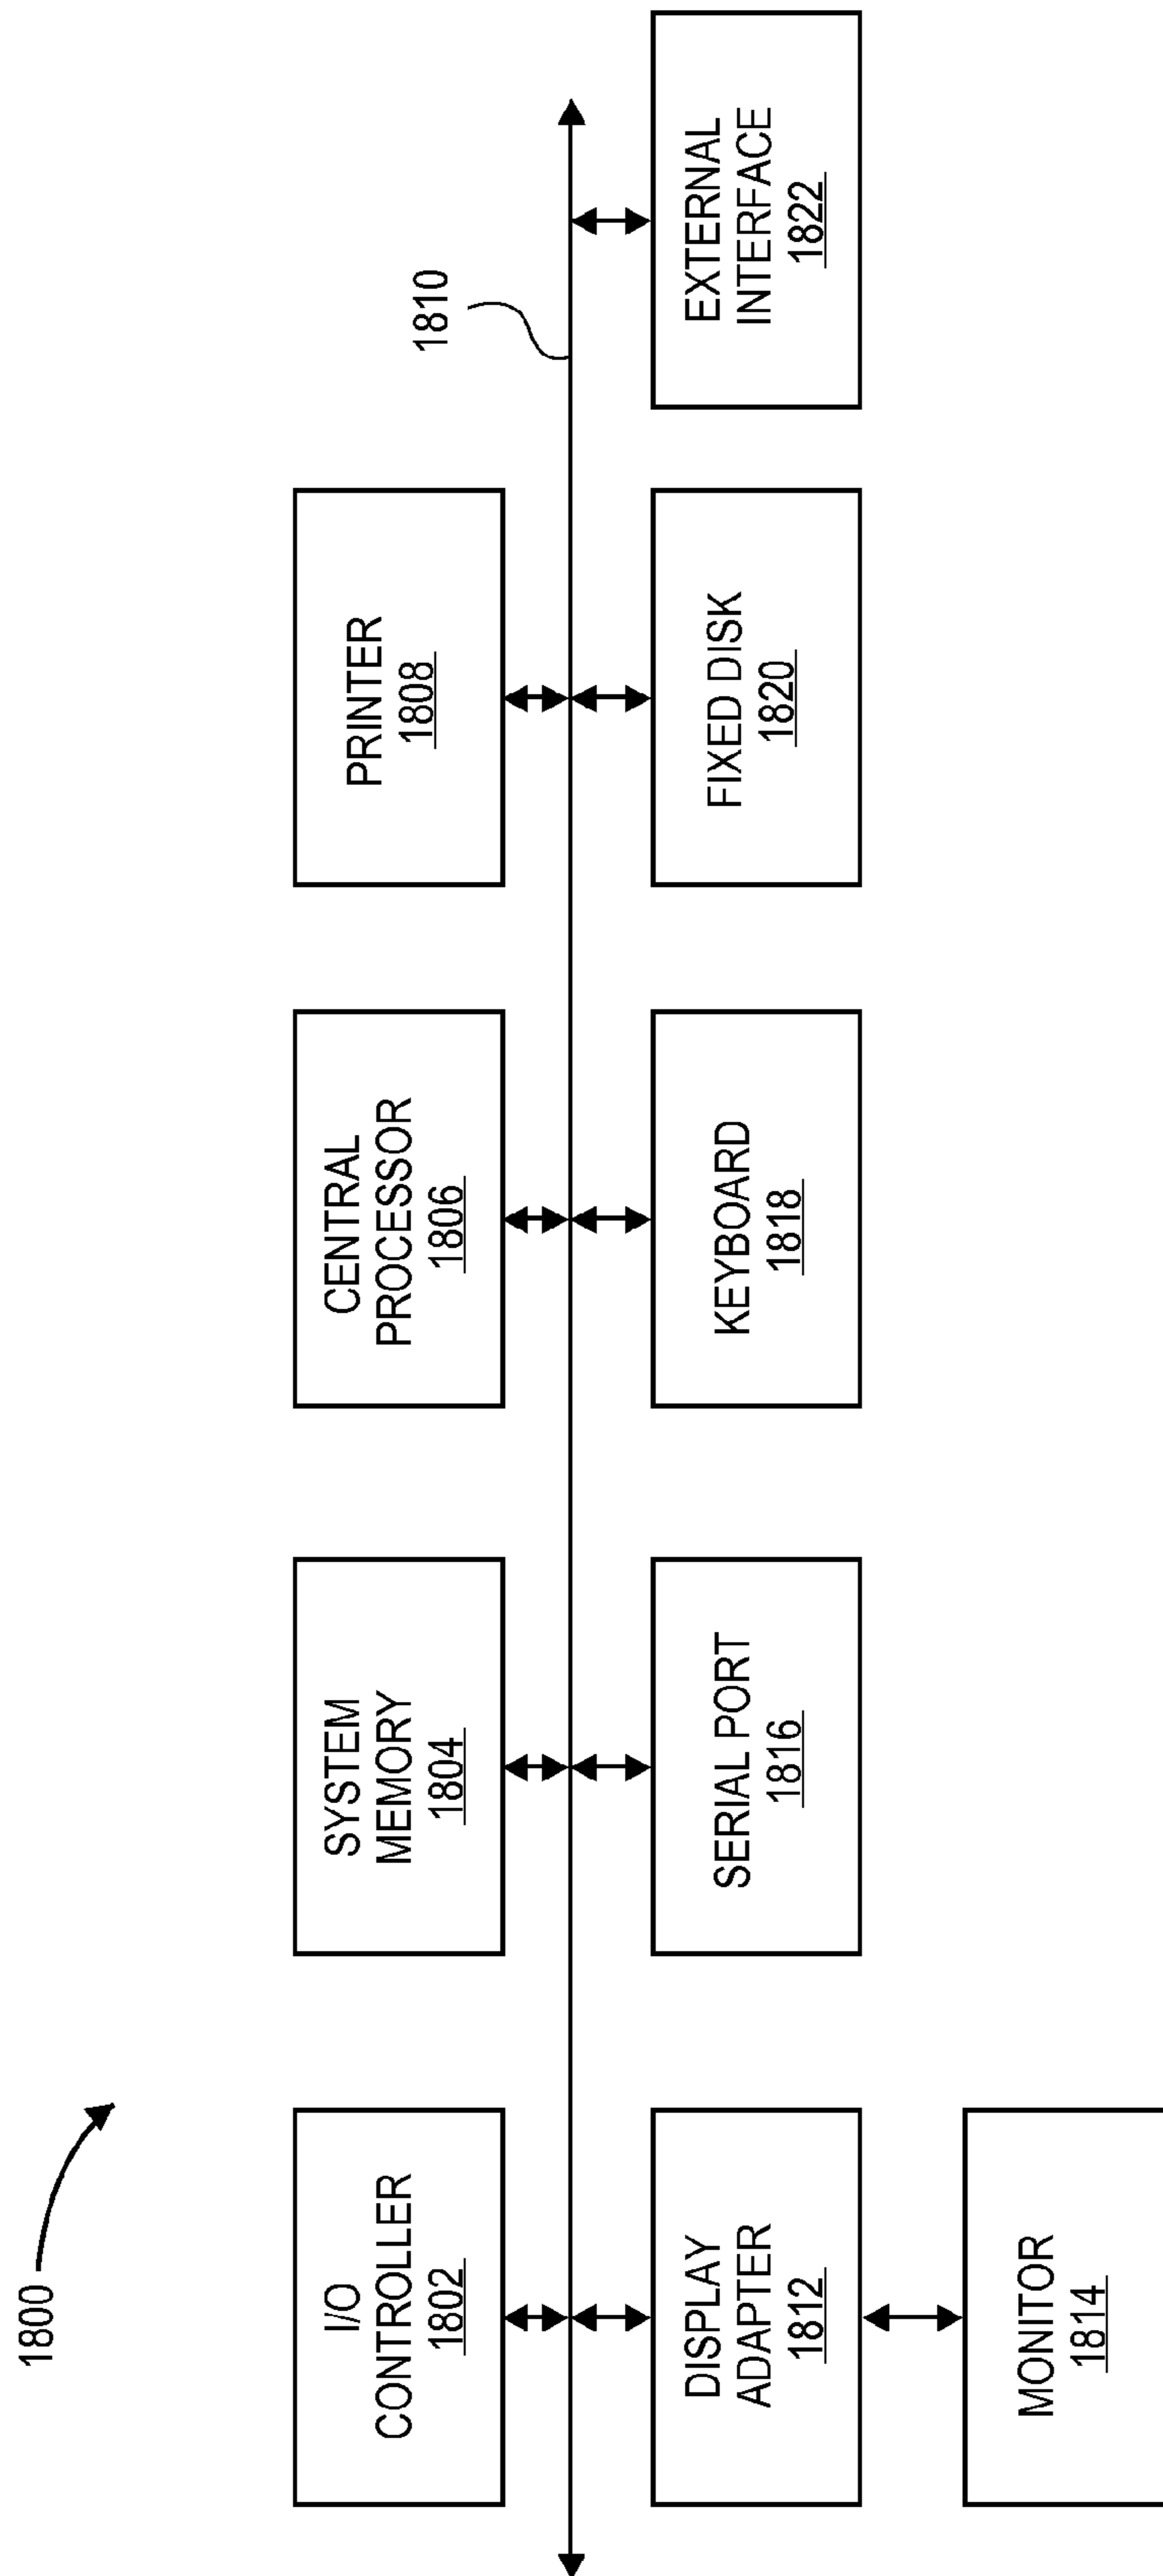 1800
I/O
CONTROLLER
1802
SYSTEM
MEMORY
1804
CENTRAL
PROCESSOR
1806
PRINTER
1808
1810
DISPLAY
ADAPTER
1812
SERIAL PORT
1816
KEYBOARD
1818
FIXED DISK
1820
EXTERNAL
INTERFACE
1822
MONITOR
1814